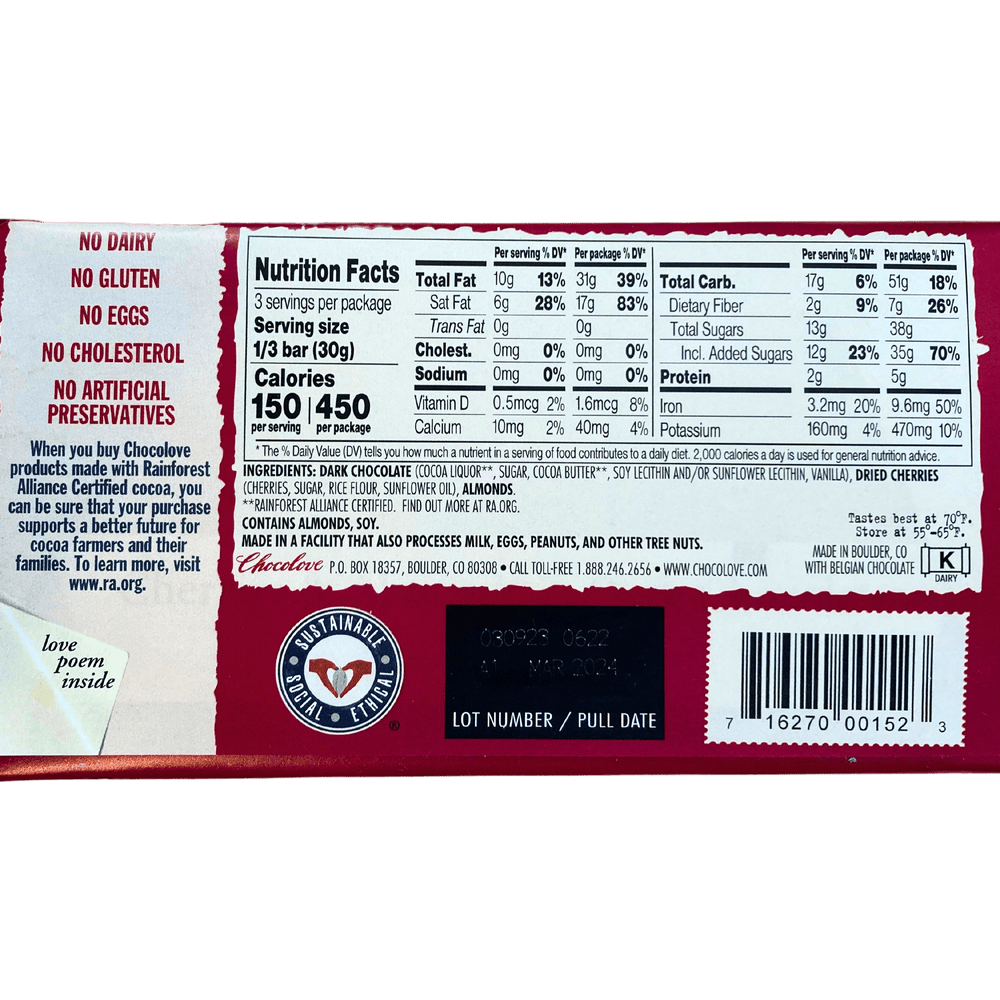 NO DAIRY
NO GLUTEN
NO EGGS
NO CHOLESTEROL
NO ARTIFICIAL
PRESERVATIVES
When you buy Chocolove
products made with Rainforest
Alliance Certified cocoa, you
can be sure that your purchase
supports a better future for
cocoa farmers and their
families. To learn more, visit
www.ra.org.
love
poem
inside
Nutrition Facts
3 servings per package
Serving size
1/3 bar (30g)
Calories
150 | 450
per serving | per package
Per serving % DV* Per package % DV*
Total Fat 10g 13% 31g 39%
Sat Fat 6g 28% 17g 83%
Trans Fat 0g 0g
Cholest. 0mg 0% 0mg 0%
Sodium 0mg 0% 0mg 0%
Vitamin D 0.5mcg 2% 1.6mcg 8%
Calcium 10mg 2% 40mg 4%
Per serving % DV* Per package % DV*
Total Carb. 17g 6% 51g 18%
Dietary Fiber 2g 9% 7g 26%
Total Sugars 13g 38g
Incl. Added Sugars 12g 23% 35g 70%
Protein 2g 5g
Iron 3.2mg 20% 9.6mg 50%
Potassium 160mg 4% 470mg 10%
* The % Daily Value (DV) tells you how much a nutrient in a serving of food contributes to a daily diet. 2,000 calories a day is used for general nutrition advice.
INGREDIENTS: DARK CHOCOLATE (COCOA LIQUOR**, SUGAR, COCOA BUTTER**, SOY LECITHIN AND/OR SUNFLOWER LECITHIN, VANILLA), DRIED CHERRIES
(CHERRIES, SUGAR, RICE FLOUR, SUNFLOWER OIL), ALMONDS.
**RAINFOREST ALLIANCE CERTIFIED. FIND OUT MORE AT RA.ORG.
CONTAINS ALMONDS, SOY.
MADE IN A FACILITY THAT ALSO PROCESSES MILK, EGGS, PEANUTS, AND OTHER TREE NUTS.
Chocolove P.O. BOX 18357, BOULDER, CO 80308 • CALL TOLL-FREE 1.888.246.2656 • WWW.CHOCOLOVE.COM
Tastes best at 70°F.
Store at 55°-65°F.
MADE IN BOULDER, CO
WITH BELGIAN CHOCOLATE
K
DAIRY
SUSTAINABLE • ETHICAL • SOCIAL •
®
030923 0622
41 MAR 2024
LOT NUMBER / PULL DATE
7 16270 00152 3